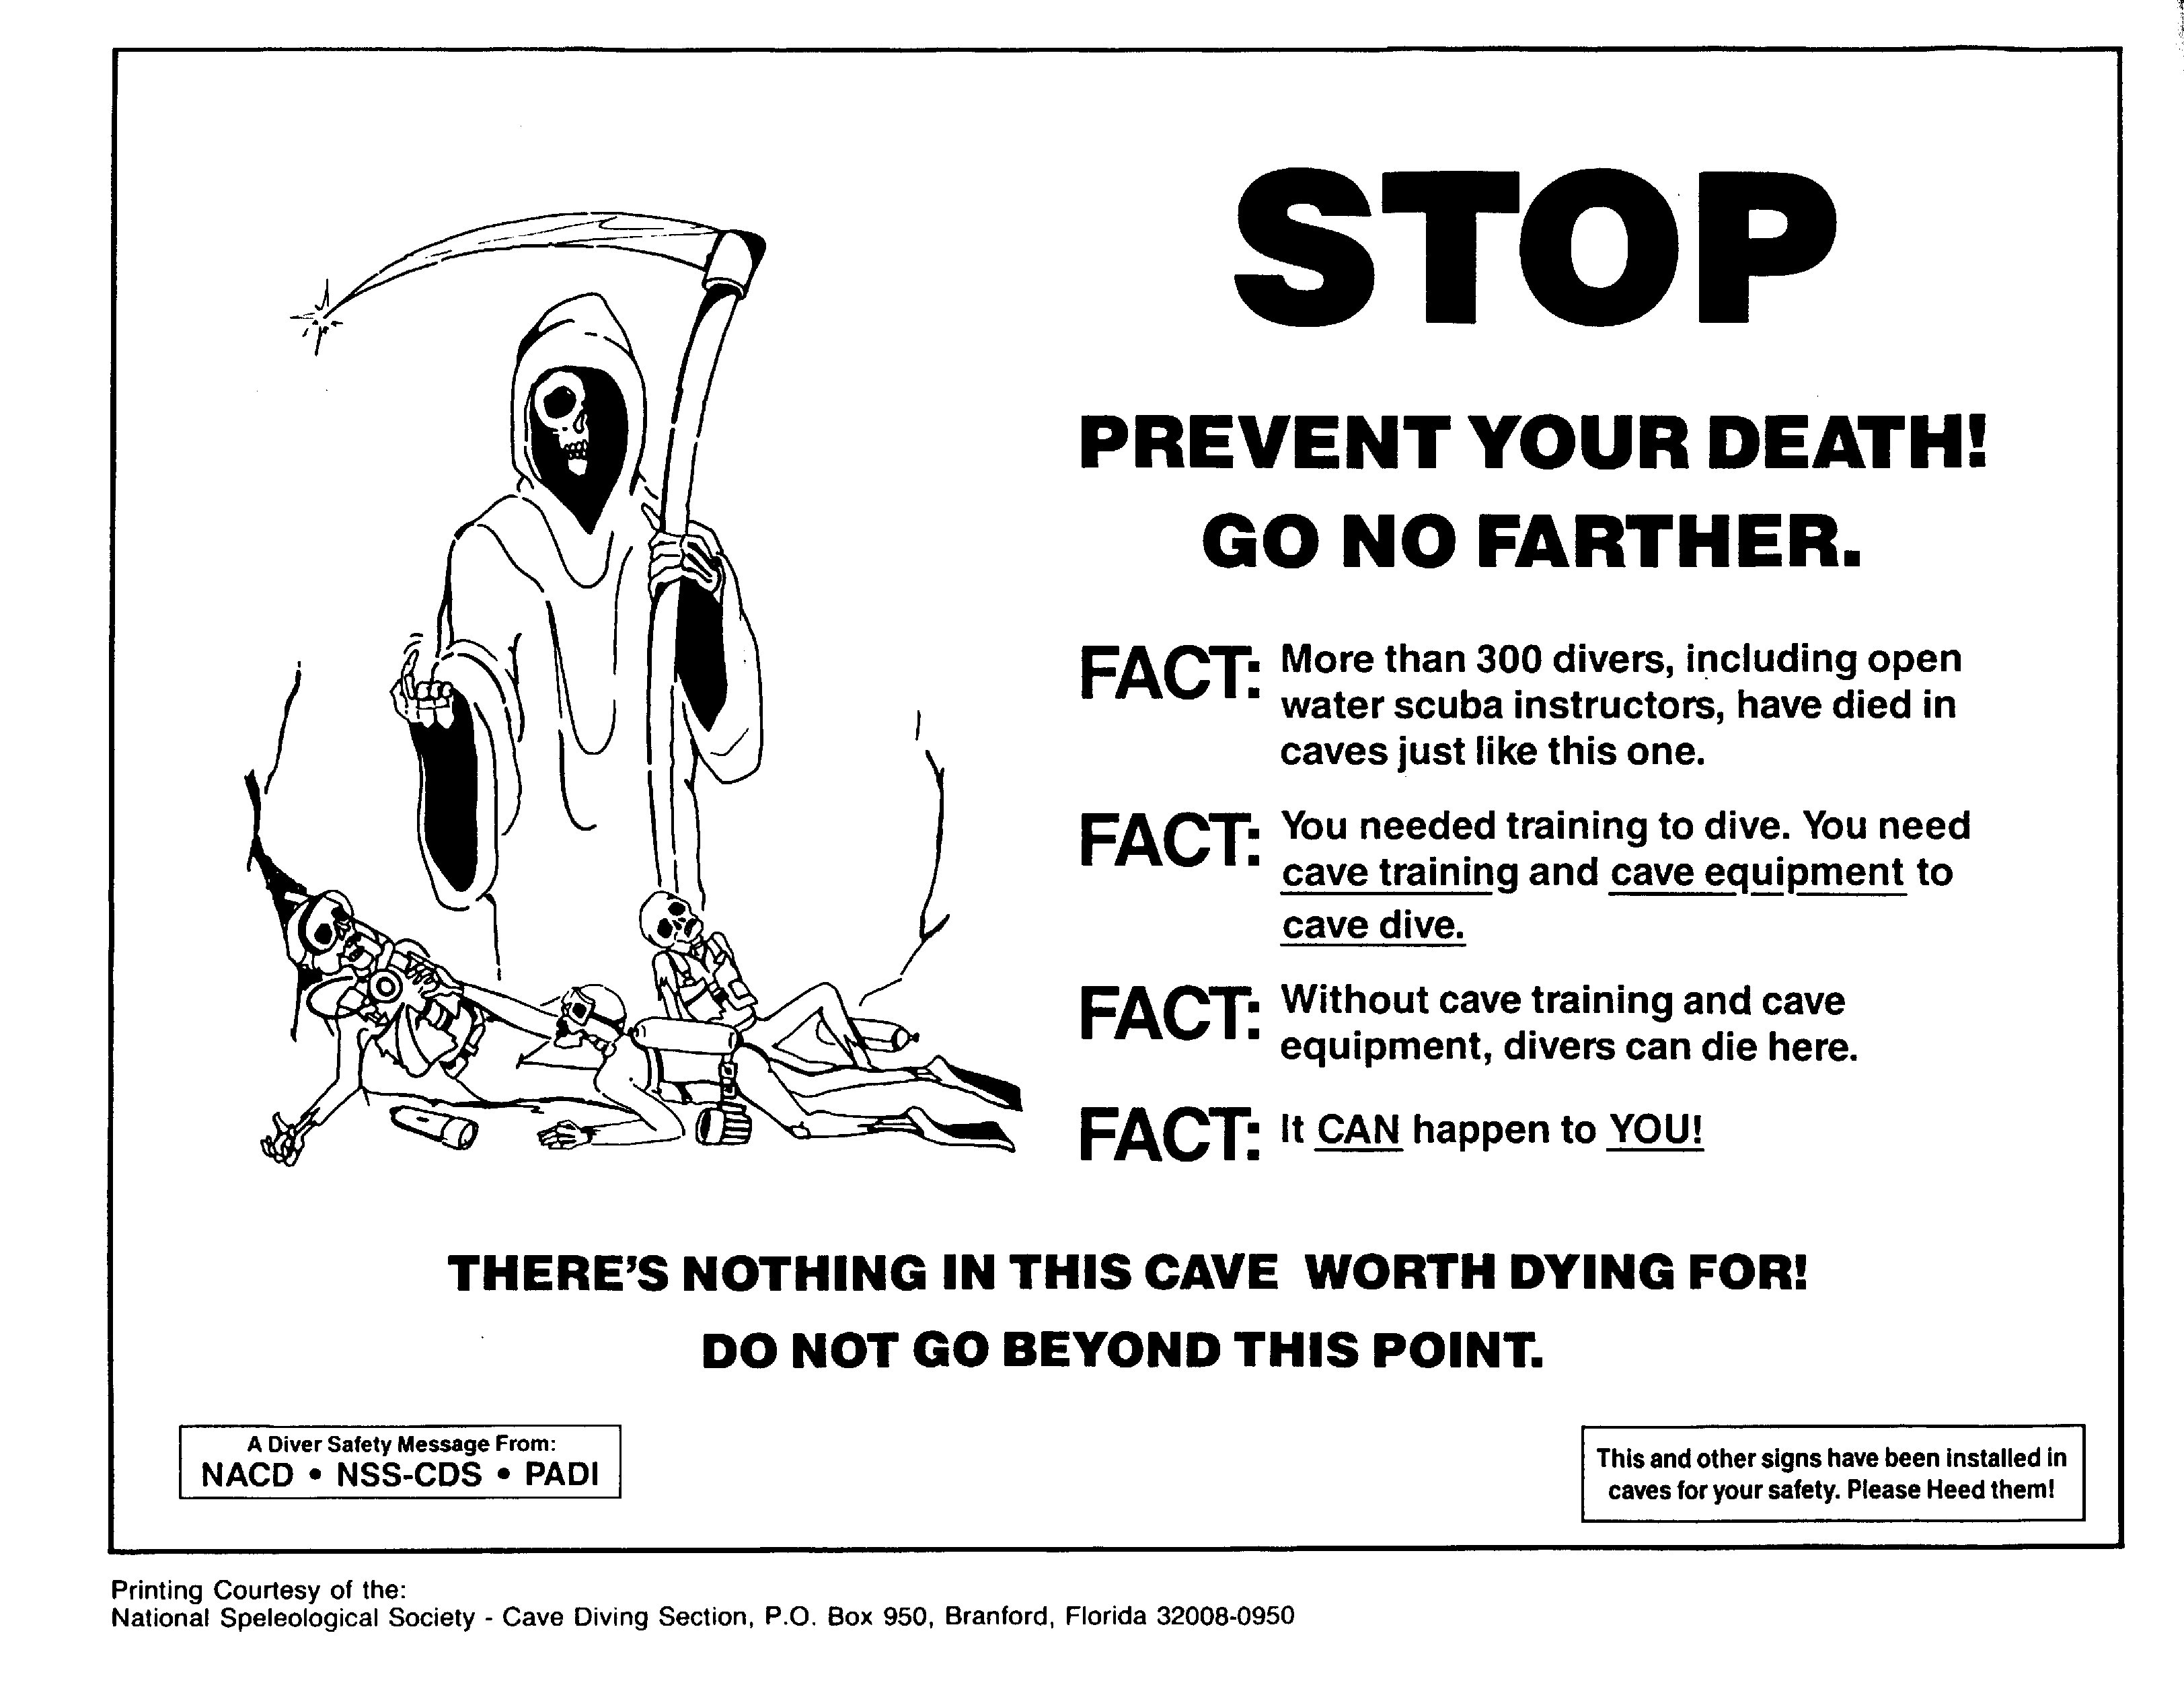 STOP
PREVENT YOUR DEATH!
GO NO FARTHER.
FACT: More than 300 divers, including open
water scuba instructors, have died in
caves just like this one.
FACT: You needed training to dive. You need
cave training and cave equipment to
cave dive.
FACT: Without cave training and cave
equipment, divers can die here.
FACT: It CAN happen to YOU!
THERE'S NOTHING IN THIS CAVE WORTH DYING FOR!
DO NOT GO BEYOND THIS POINT.
A Diver Safety Message From:
NACD • NSS-CDS • PADI
This and other signs have been installed in
caves for your safety. Please Heed them!
Printing Courtesy of the:
National Speleological Society - Cave Diving Section, P.O. Box 950, Branford, Florida 32008-0950